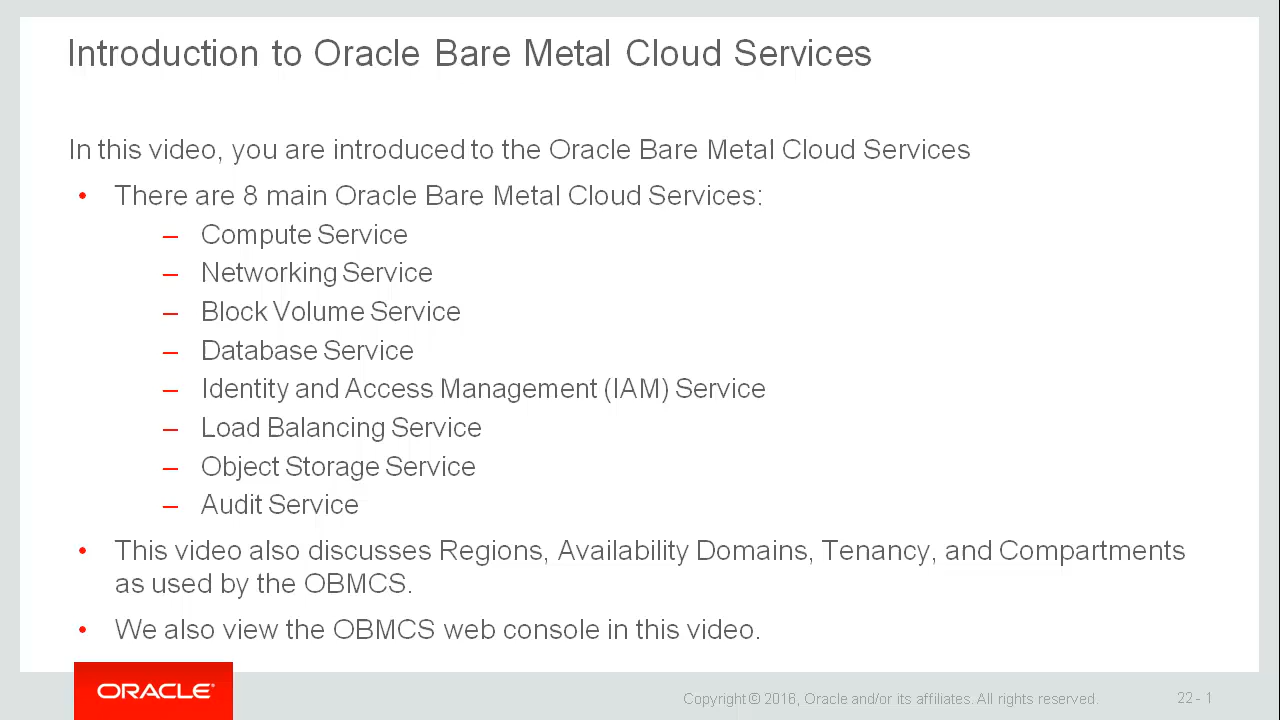 Introduction to Oracle Bare Metal Cloud Services
In this video, you are introduced to the Oracle Bare Metal Cloud Services
• There are 8 main Oracle Bare Metal Cloud Services:
– Compute Service
– Networking Service
– Block Volume Service
– Database Service
– Identity and Access Management (IAM) Service
– Load Balancing Service
– Object Storage Service
– Audit Service
• This video also discusses Regions, Availability Domains, Tenancy, and Compartments
as used by the OBMCS.
• We also view the OBMCS web console in this video.
ORACLE®
Copyright © 2016, Oracle and/or its affiliates. All rights reserved.
22 - 1